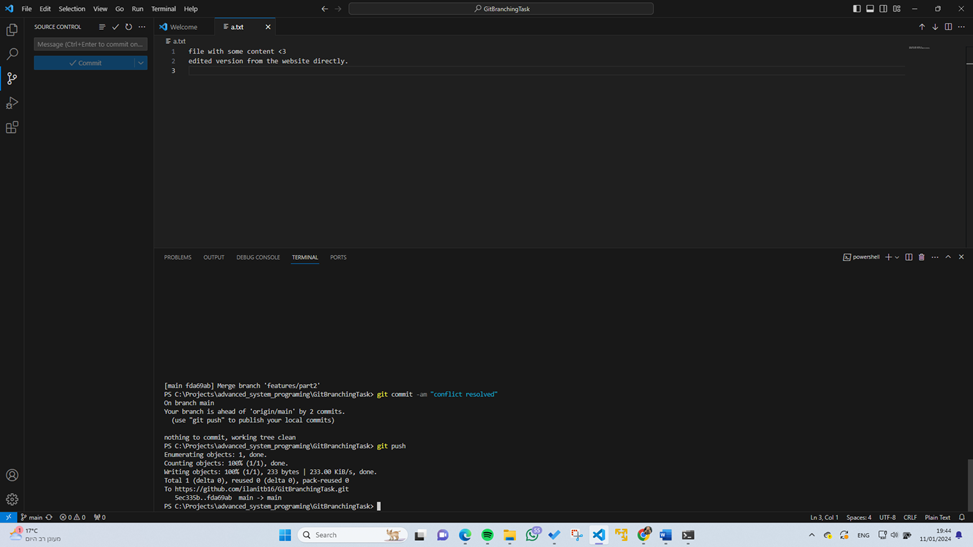 File Edit Selection View Go Run Terminal Help
GitBranchingTask
SOURCE CONTROL
Message (Ctrl+Enter to commit on...
Commit
Welcome
a.txt
a.txt
1 file with some content <3
2 edited version from the website directly.
3
PROBLEMS OUTPUT DEBUG CONSOLE TERMINAL PORTS
powershell
[main fda69ab] Merge branch 'features/part2'
PS C:\Projects\advanced_system_programing\GitBranchingTask> git commit -am "conflict resolved"
On branch main
Your branch is ahead of 'origin/main' by 2 commits.
(use "git push" to publish your local commits)
nothing to commit, working tree clean
PS C:\Projects\advanced_system_programing\GitBranchingTask> git push
Enumerating objects: 1, done.
Counting objects: 100% (1/1), done.
Writing objects: 100% (1/1), 233 bytes | 233.00 KiB/s, done.
Total 1 (delta 0), reused 0 (delta 0), pack-reused 0
To https://github.com/ilanitb16/GitBranchingTask.git
5ec335b..fda69ab main -> main
PS C:\Projects\advanced_system_programing\GitBranchingTask>
main 0 0 0
Ln 3, Col 1 Spaces: 4 UTF-8 CRLF Plain Text
17°C
מעונן רב היום
Search
55
ENG
19:44
11/01/2024